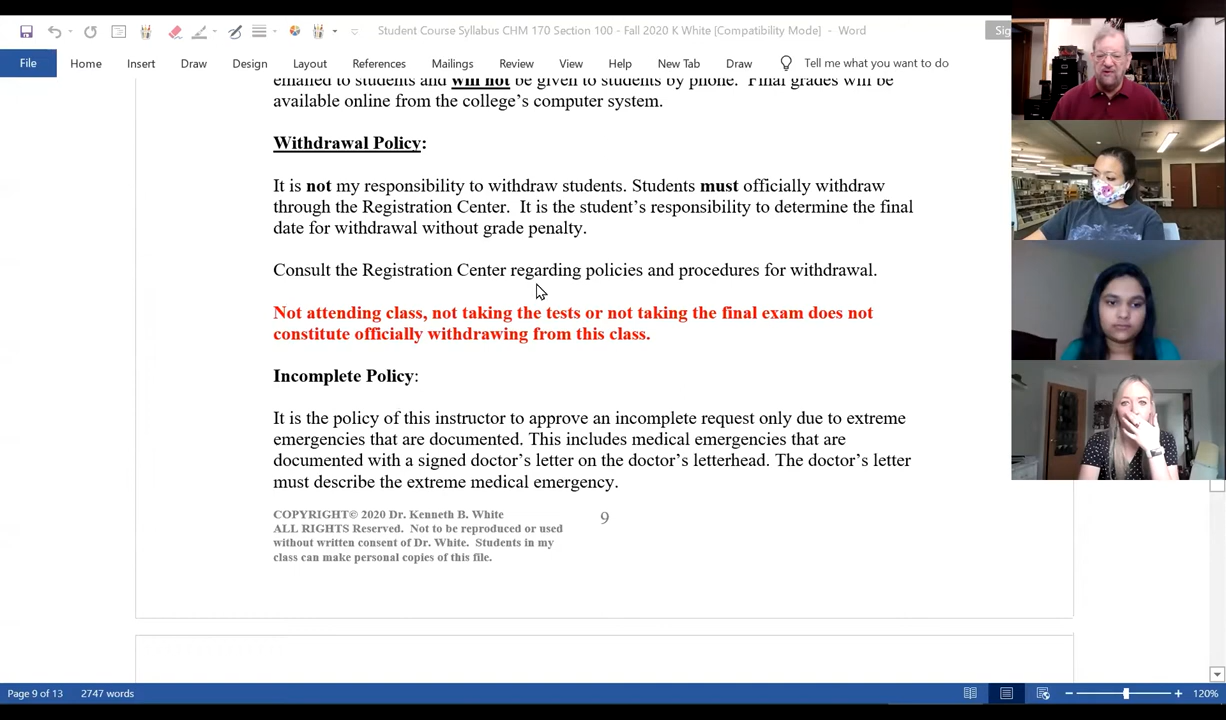 Student Course Syllabus CHM 170 Section 100 - Fall 2020 K White [Compatibility Mode] - Word
File Home Insert Draw Design Layout References Mailings Review View Help New Tab Draw Tell me what you want to do
emailed to students and will not be given to students by phone. Final grades will be
available online from the college's computer system.
Withdrawal Policy:
It is not my responsibility to withdraw students. Students must officially withdraw
through the Registration Center. It is the student's responsibility to determine the final
date for withdrawal without grade penalty.
Consult the Registration Center regarding policies and procedures for withdrawal.
Not attending class, not taking the tests or not taking the final exam does not
constitute officially withdrawing from this class.
Incomplete Policy:
It is the policy of this instructor to approve an incomplete request only due to extreme
emergencies that are documented. This includes medical emergencies that are
documented with a signed doctor's letter on the doctor's letterhead. The doctor's letter
must describe the extreme medical emergency.
COPYRIGHT© 2020 Dr. Kenneth B. White
ALL RIGHTS Reserved. Not to be reproduced or used
without written consent of Dr. White. Students in my
class can make personal copies of this file.
9
Page 9 of 13 2747 words 120%